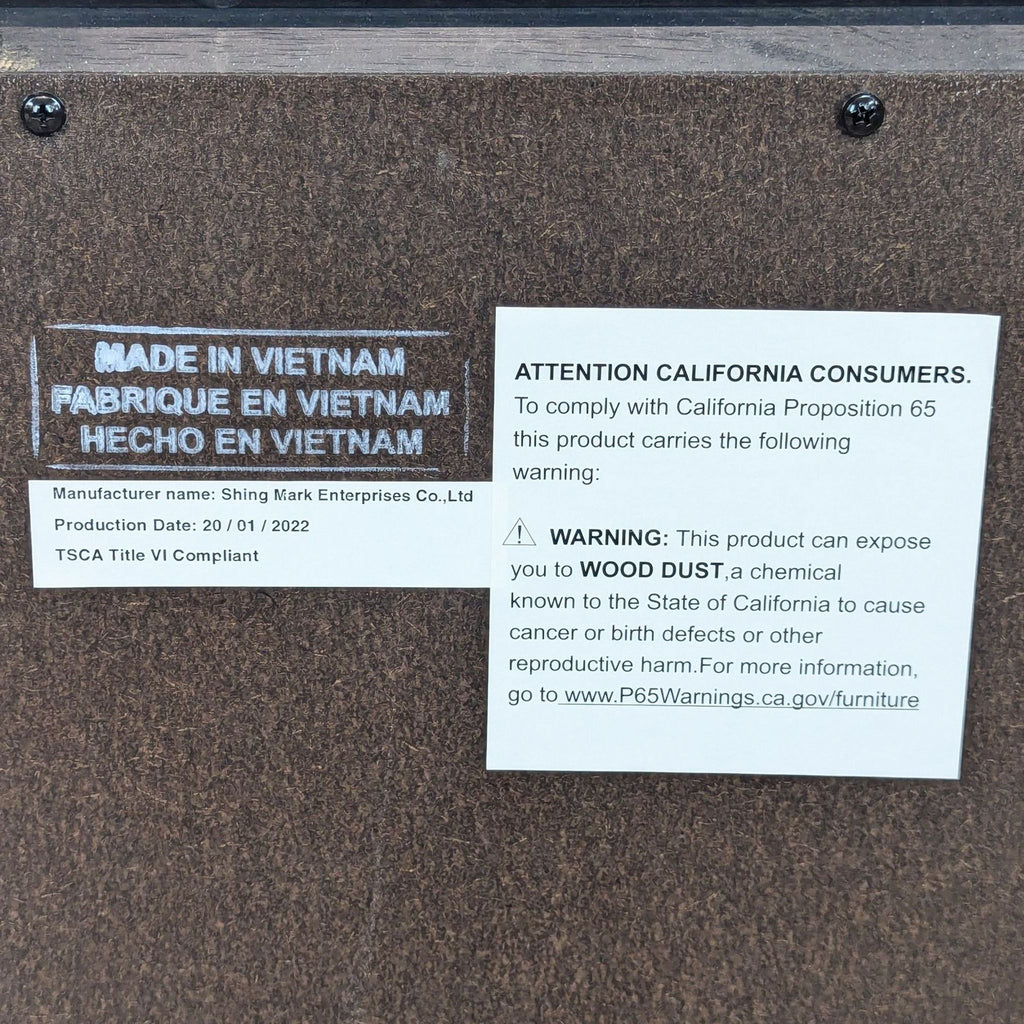 MADE IN VIETNAM
FABRIQUE EN VIETNAM
HECHO EN VIETNAM
Manufacturer name: Shing Mark Enterprises Co.,Ltd
Production Date: 20 / 01 / 2022
TSCA Title VI Compliant
ATTENTION CALIFORNIA CONSUMERS.
To comply with California Proposition 65
this product carries the following
warning:
WARNING: This product can expose
you to WOOD DUST,a chemical
known to the State of California to cause
cancer or birth defects or other
reproductive harm.For more information,
go to www.P65Warnings.ca.gov/furniture